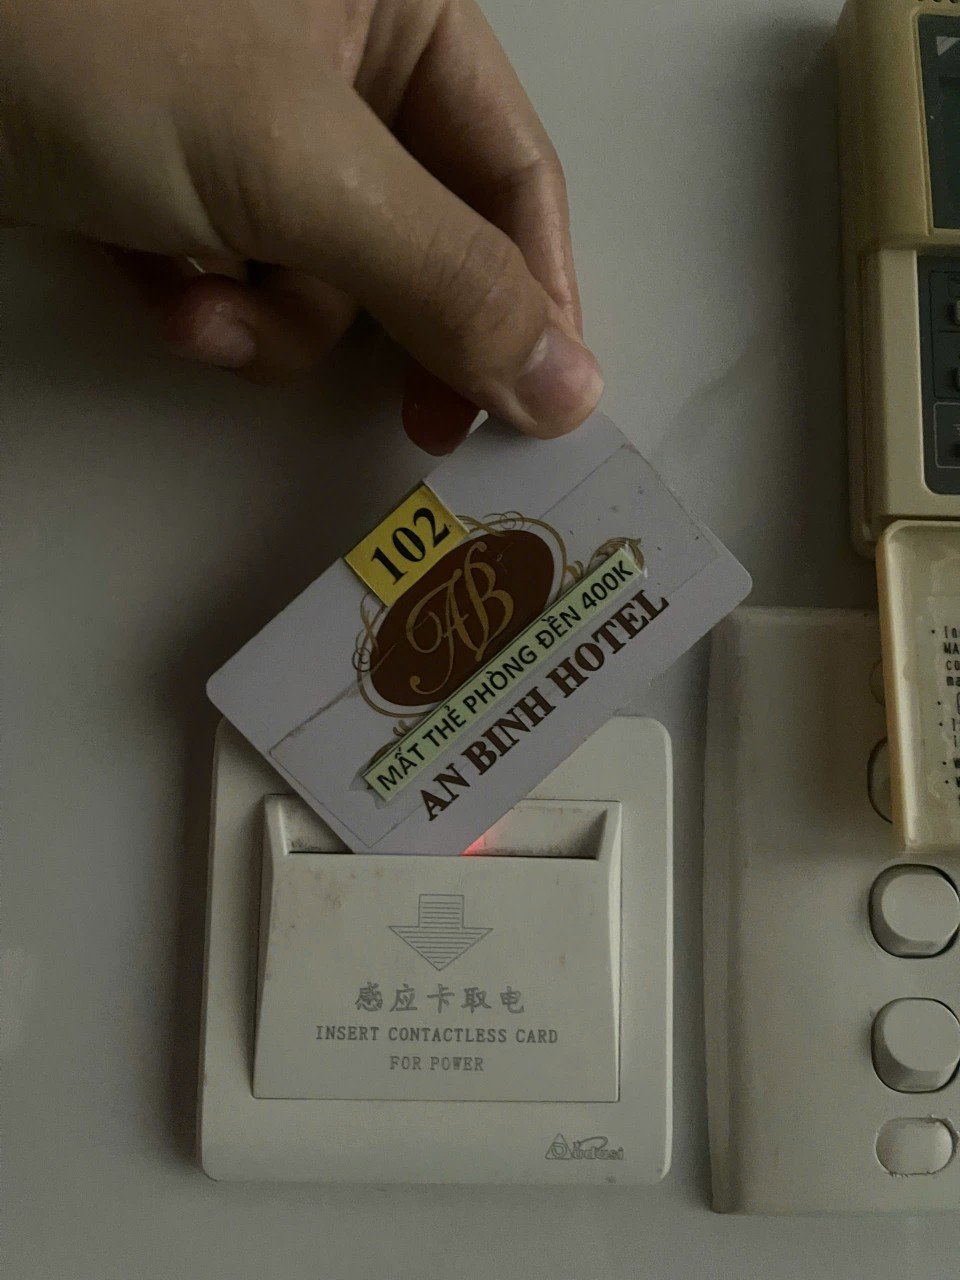 102
AB
MẤT THẺ PHÒNG ĐỀN 400K
AN BINH HOTEL
感应卡取电
INSERT CONTACTLESS CARD
FOR POWER